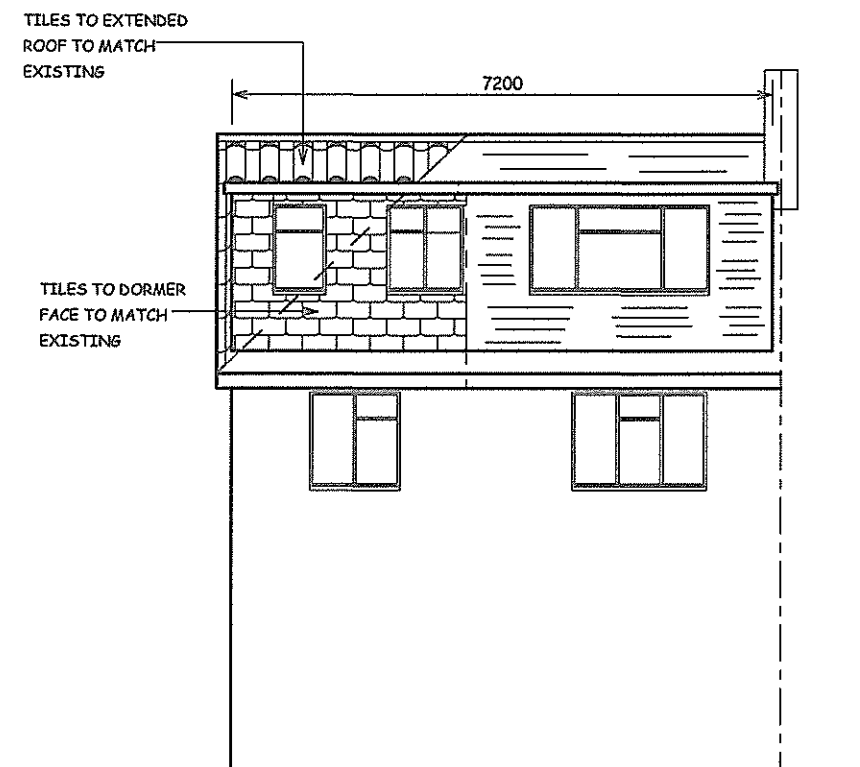 TILES TO EXTENDED
ROOF TO MATCH
EXISTING
7200
TILES TO DORMER
FACE TO MATCH
EXISTING